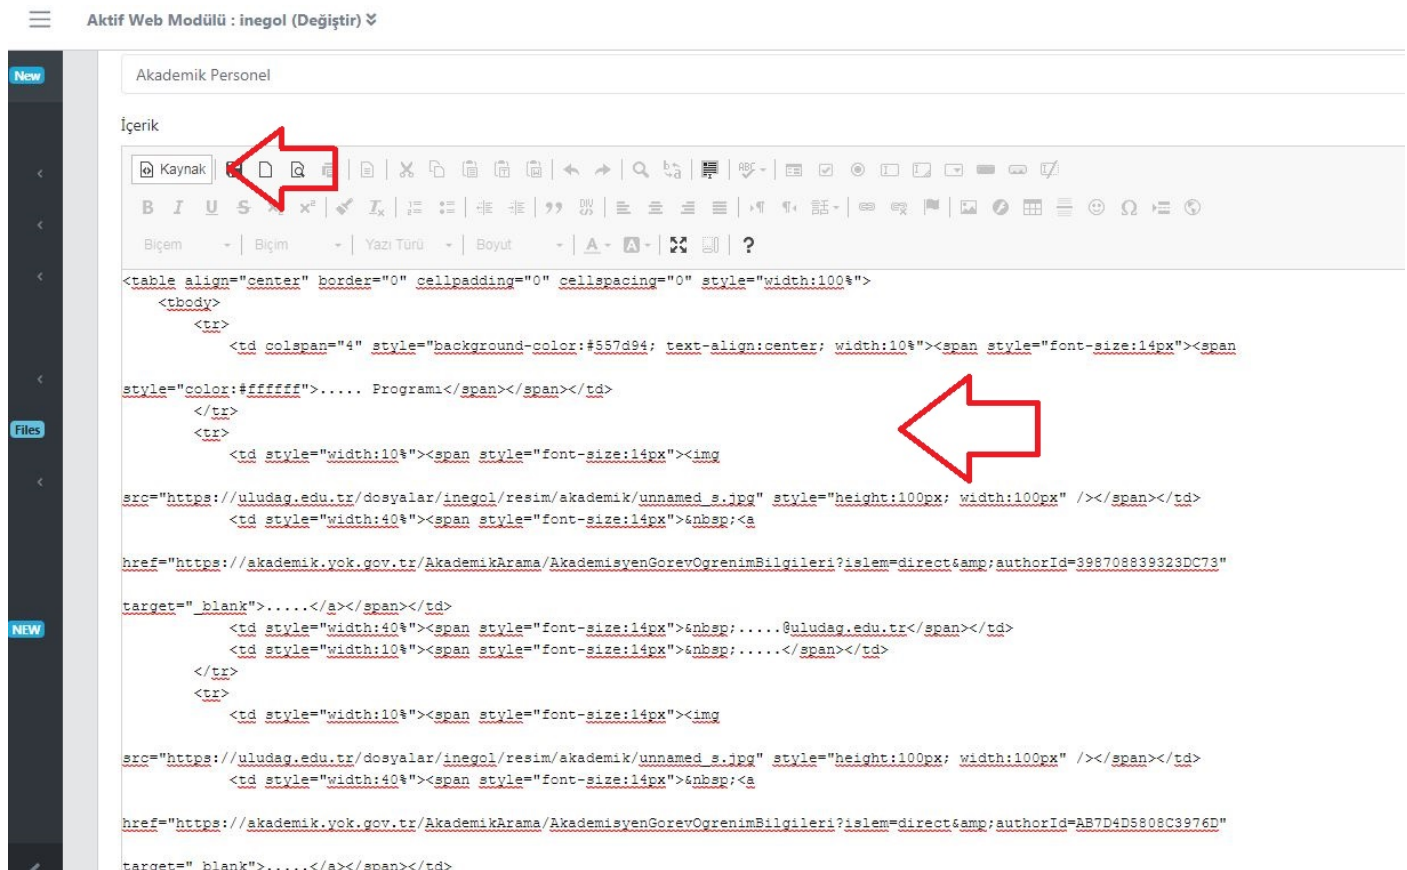 Aktif Web Modülü : inegol (Değiştir)
New
Akademik Personel
İçerik
Kaynak
Biçem
Biçim
Yazı Türü
Boyut
<table align="center" border="0" cellpadding="0" cellspacing="0" style="width:100%">
<tbody>
<tr>
<td colspan="4" style="background-color:#557d94; text-align:center; width:10%"><span style="font-size:14px"><span
style="color:#ffffff">..... Programı</span></span></td>
</tr>
Files
<tr>
<td style="width:10%"><span style="font-size:14px"><img
src="https://uludag.edu.tr/dosyalar/inegol/resim/akademik/unnamed_s.jpg" style="height:100px; width:100px" /></span></td>
<td style="width:40%"><span style="font-size:14px">&nbsp;<a
href="https://akademik.yok.gov.tr/AkademikArama/AkademisyenGorevOgrenimBilgileri?islem=direct&amp;authorId=398708839323DC73"
target="_blank">.....</a></span></td>
NEW
<td style="width:40%"><span style="font-size:14px">&nbsp;.....@uludag.edu.tr</span></td>
<td style="width:10%"><span style="font-size:14px">&nbsp;.....</span></td>
</tr>
<tr>
<td style="width:10%"><span style="font-size:14px"><img
src="https://uludag.edu.tr/dosyalar/inegol/resim/akademik/unnamed_s.jpg" style="height:100px; width:100px" /></span></td>
<td style="width:40%"><span style="font-size:14px">&nbsp;<a
href="https://akademik.yok.gov.tr/AkademikArama/AkademisyenGorevOgrenimBilgileri?islem=direct&amp;authorId=AB7D4D5808C3976D"
target="_blank">.....</a></span></td>